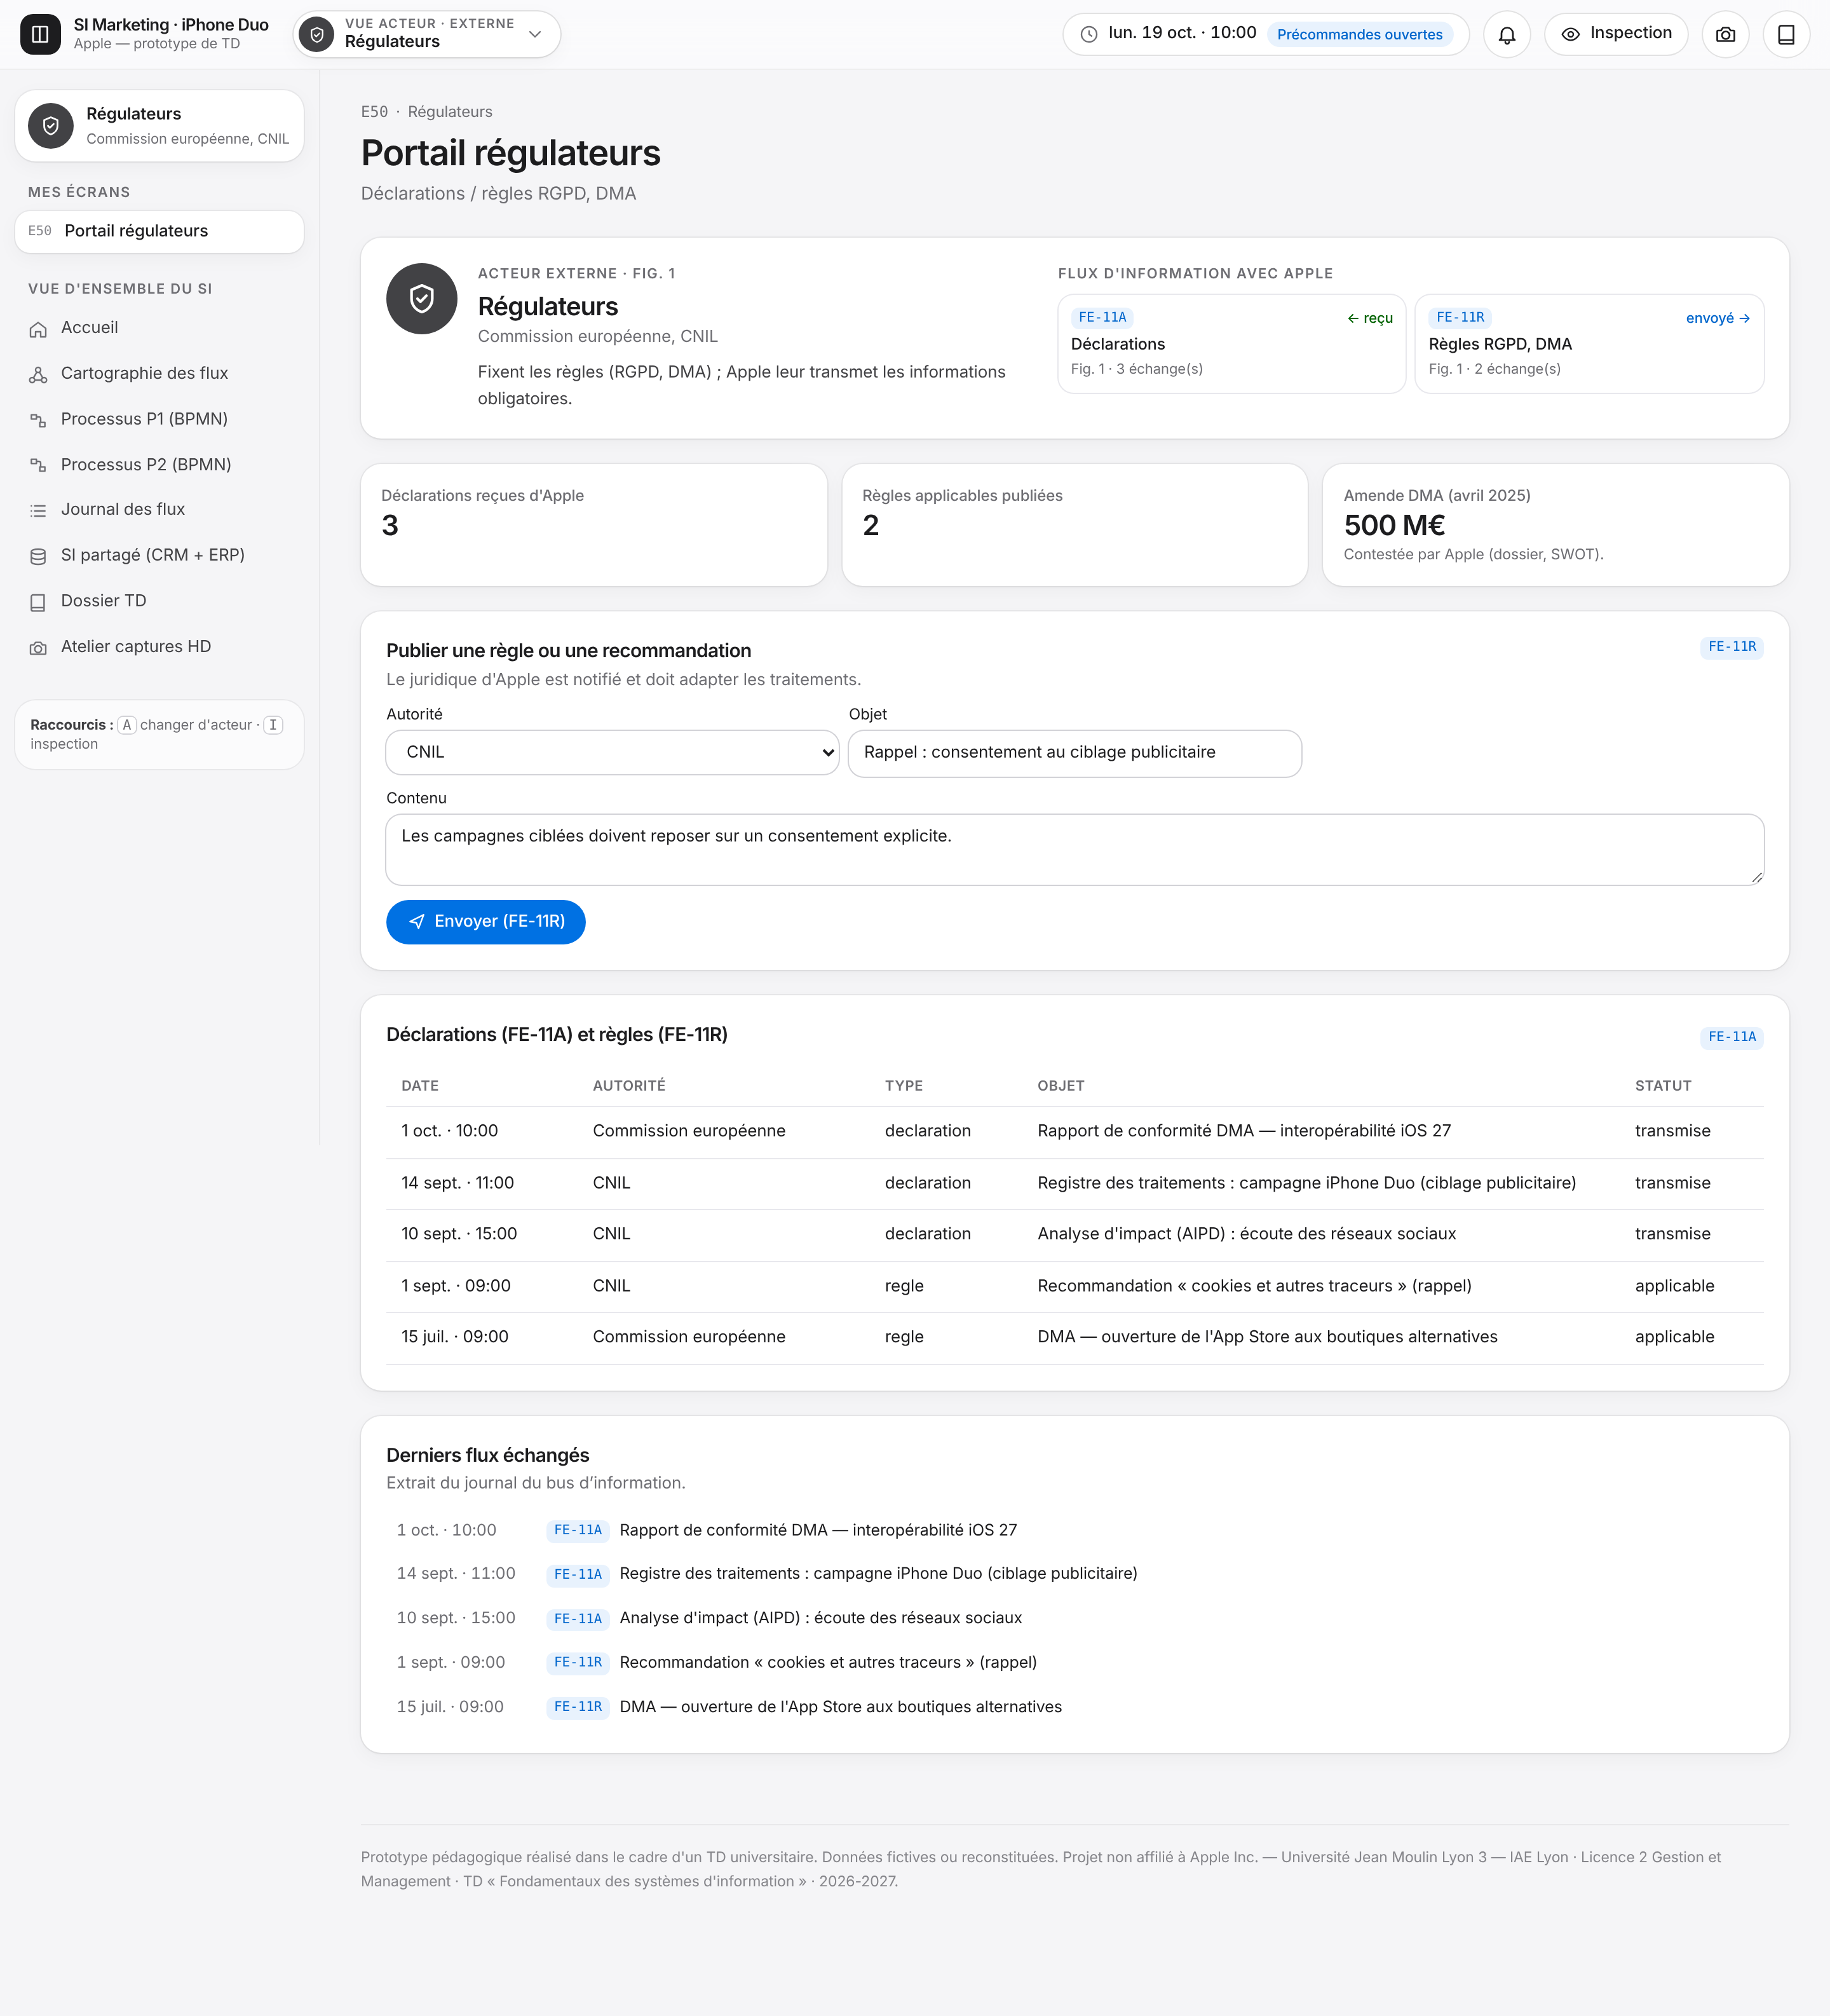 SI Marketing · iPhone Duo
Apple — prototype de TD
VUE ACTEUR · EXTERNE
Régulateurs
lun. 19 oct. · 10:00
Précommandes ouvertes
Inspection
Régulateurs
Commission européenne, CNIL
MES ÉCRANS
E50 Portail régulateurs
VUE D'ENSEMBLE DU SI
Accueil
Cartographie des flux
Processus P1 (BPMN)
Processus P2 (BPMN)
Journal des flux
SI partagé (CRM + ERP)
Dossier TD
Atelier captures HD
Raccourcis : A changer d'acteur · I
inspection
E50 · Régulateurs
Portail régulateurs
Déclarations / règles RGPD, DMA
ACTEUR EXTERNE · FIG. 1
Régulateurs
Commission européenne, CNIL
Fixent les règles (RGPD, DMA) ; Apple leur transmet les informations
obligatoires.
FLUX D'INFORMATION AVEC APPLE
FE-11A ← reçu
Déclarations
Fig. 1 · 3 échange(s)
FE-11R envoyé →
Règles RGPD, DMA
Fig. 1 · 2 échange(s)
Déclarations reçues d'Apple
3
Règles applicables publiées
2
Amende DMA (avril 2025)
500 M€
Contestée par Apple (dossier, SWOT).
Publier une règle ou une recommandation
FE-11R
Le juridique d'Apple est notifié et doit adapter les traitements.
Autorité
CNIL
Objet
Rappel : consentement au ciblage publicitaire
Contenu
Les campagnes ciblées doivent reposer sur un consentement explicite.
Envoyer (FE-11R)
Déclarations (FE-11A) et règles (FE-11R)
FE-11A
DATE AUTORITÉ TYPE OBJET STATUT
1 oct. · 10:00 Commission européenne declaration Rapport de conformité DMA — interopérabilité iOS 27 transmise
14 sept. · 11:00 CNIL declaration Registre des traitements : campagne iPhone Duo (ciblage publicitaire) transmise
10 sept. · 15:00 CNIL declaration Analyse d'impact (AIPD) : écoute des réseaux sociaux transmise
1 sept. · 09:00 CNIL regle Recommandation « cookies et autres traceurs » (rappel) applicable
15 juil. · 09:00 Commission européenne regle DMA — ouverture de l'App Store aux boutiques alternatives applicable
Derniers flux échangés
Extrait du journal du bus d’information.
1 oct. · 10:00 FE-11A Rapport de conformité DMA — interopérabilité iOS 27
14 sept. · 11:00 FE-11A Registre des traitements : campagne iPhone Duo (ciblage publicitaire)
10 sept. · 15:00 FE-11A Analyse d'impact (AIPD) : écoute des réseaux sociaux
1 sept. · 09:00 FE-11R Recommandation « cookies et autres traceurs » (rappel)
15 juil. · 09:00 FE-11R DMA — ouverture de l'App Store aux boutiques alternatives
Prototype pédagogique réalisé dans le cadre d'un TD universitaire. Données fictives ou reconstituées. Projet non affilié à Apple Inc. — Université Jean Moulin Lyon 3 — IAE Lyon · Licence 2 Gestion et
Management · TD « Fondamentaux des systèmes d'information » · 2026-2027.